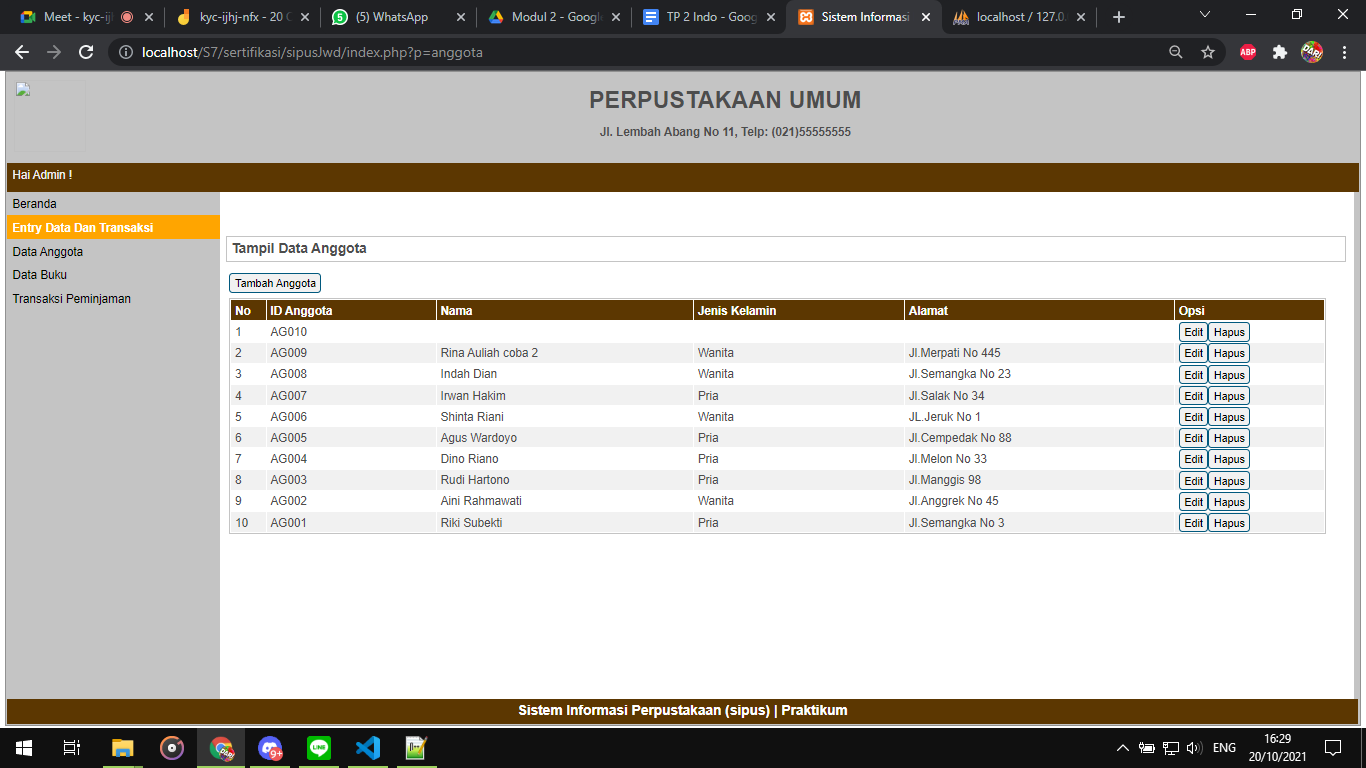 Meet - kyc-ij
kyc-ijhj-nfx - 20 
(5) WhatsApp
Modul 2 - Google
TP 2 Indo - Goog
Sistem Informasi
localhost / 127.0.
localhost/S7/sertifikasi/sipusJwd/index.php?p=anggota
ABP
PERPUSTAKAAN UMUM
Jl. Lembah Abang No 11, Telp: (021)55555555
Hai Admin !
Beranda
Entry Data Dan Transaksi
Data Anggota
Data Buku
Transaksi Peminjaman
Tampil Data Anggota
Tambah Anggota
No ID Anggota Nama Jenis Kelamin Alamat Opsi
1 AG010 Edit Hapus
2 AG009 Rina Auliah coba 2 Wanita Jl.Merpati No 445 Edit Hapus
3 AG008 Indah Dian Wanita Jl.Semangka No 23 Edit Hapus
4 AG007 Irwan Hakim Pria Jl.Salak No 34 Edit Hapus
5 AG006 Shinta Riani Wanita JL.Jeruk No 1 Edit Hapus
6 AG005 Agus Wardoyo Pria Jl.Cempedak No 88 Edit Hapus
7 AG004 Dino Riano Pria Jl.Melon No 33 Edit Hapus
8 AG003 Rudi Hartono Pria Jl.Manggis 98 Edit Hapus
9 AG002 Aini Rahmawati Wanita Jl.Anggrek No 45 Edit Hapus
10 AG001 Riki Subekti Pria Jl.Semangka No 3 Edit Hapus
Sistem Informasi Perpustakaan (sipus) | Praktikum
9+
LINE
ENG
16:29
20/10/2021